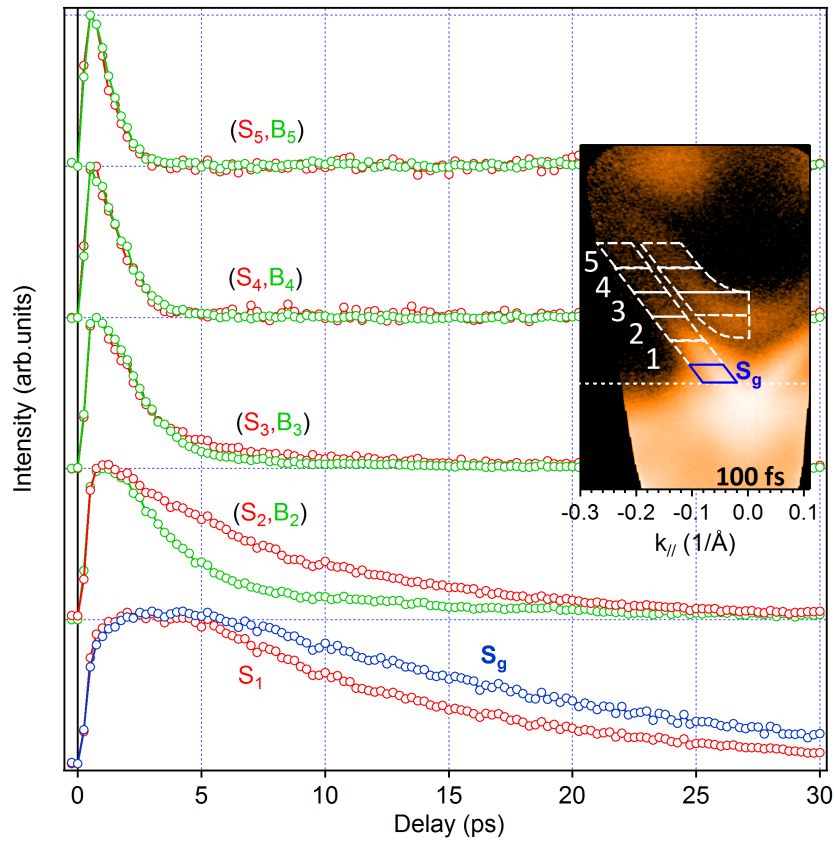 (S5,B5)
(S4,B4)
(S3,B3)
(S2,B2)
S1
Sg
5
4
3
2
1
Sg
100 fs
-0.3 -0.2 -0.1 0.0 0.1
k// (1/Å)
Intensity (arb.units)
0 5 10 15 20 25 30
Delay (ps)